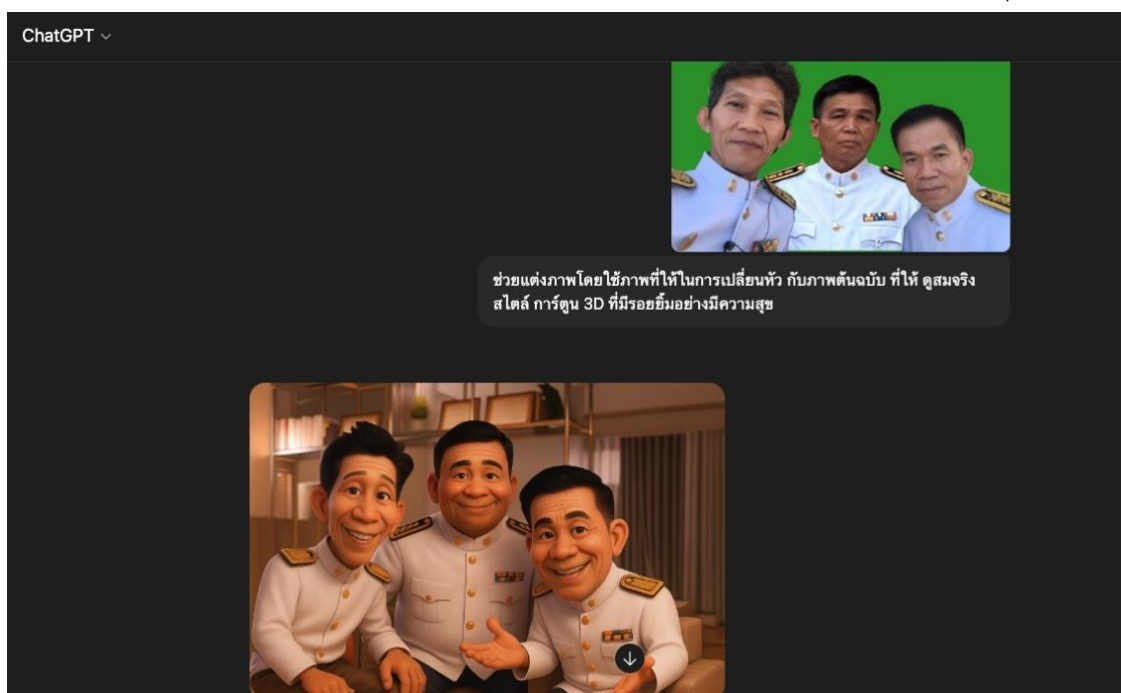 ChatGPT
ช่วยแต่งภาพโดยใช้ภาพที่ให้ในการเปลี่ยนหัว กับภาพต้นฉบับ ที่ให้ ดูสมจริง
สไตล์ การ์ตูน 3D ที่มีรอยยิ้มอย่างมีความสุข